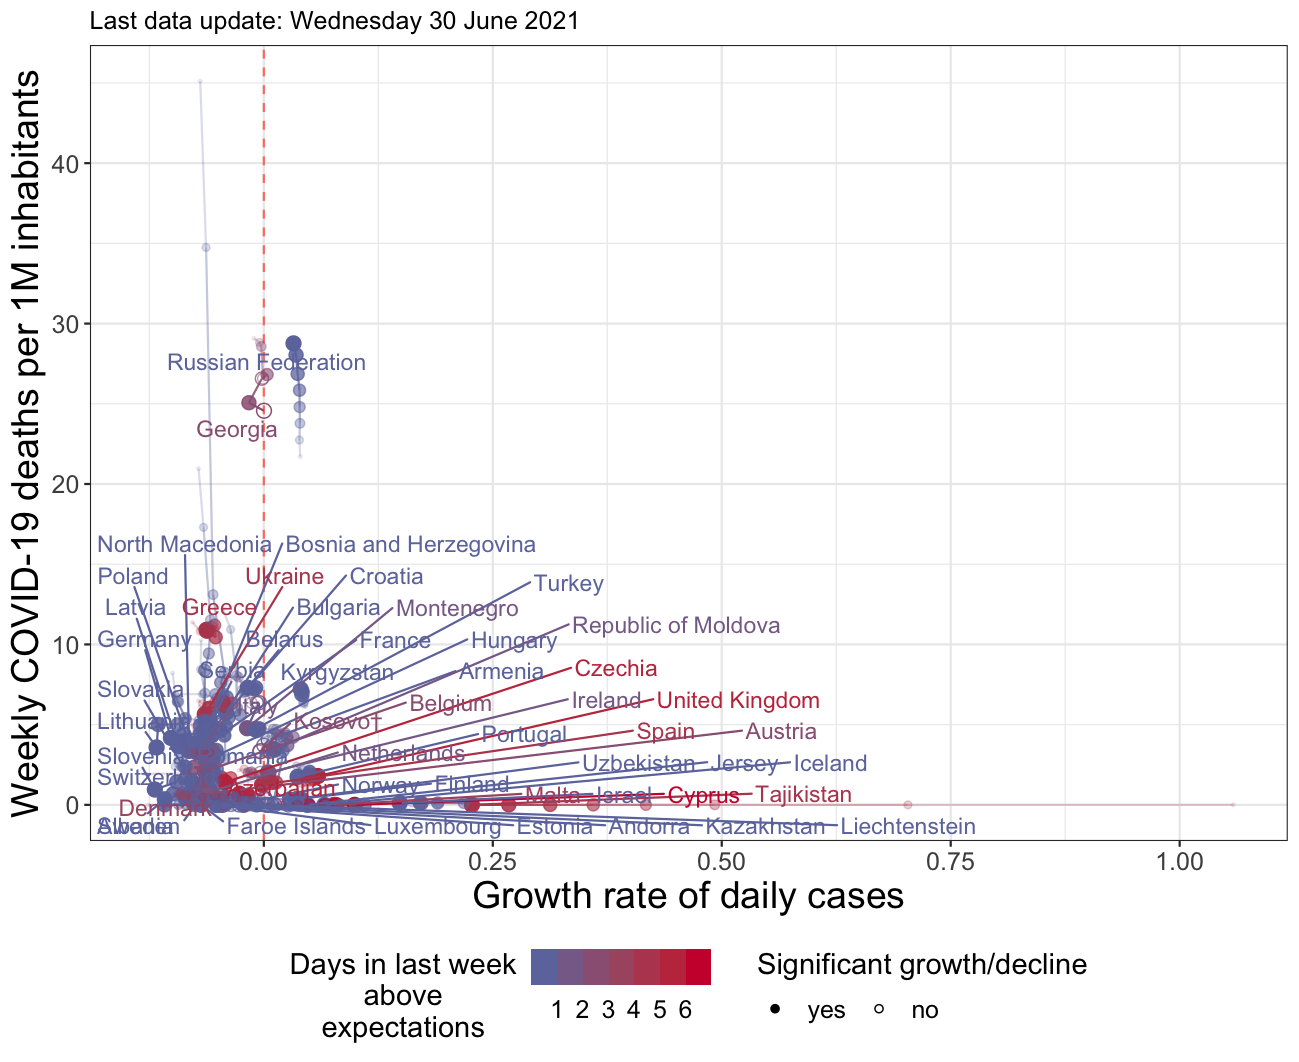 Last data update: Wednesday 30 June 2021
Weekly COVID-19 deaths per 1M inhabitants
40
30
20
10
0
Russian Federation
Georgia
North Macedonia
Bosnia and Herzegovina
Poland
Ukraine
Croatia
Turkey
Latvia
Greece
Bulgaria
Montenegro
Republic of Moldova
Germany
Belarus
France
Hungary
Serbia
Kyrgyzstan
Armenia
Czechia
Slovakia
Italy
Belgium
Ireland
United Kingdom
Lithuania
Kosovo†
Portugal
Spain
Austria
Slovenia
Netherlands
Uzbekistan
Jersey
Iceland
Azerbaijan
Norway
Finland
Malta
Israel
Cyprus
Tajikistan
Denmark
Faroe Islands
Luxembourg
Estonia
Andorra
Kazakhstan
Liechtenstein
0.00
0.25
0.50
0.75
1.00
Growth rate of daily cases
Days in last week
above
expectations
1 2 3 4 5 6
Significant growth/decline
yes
no